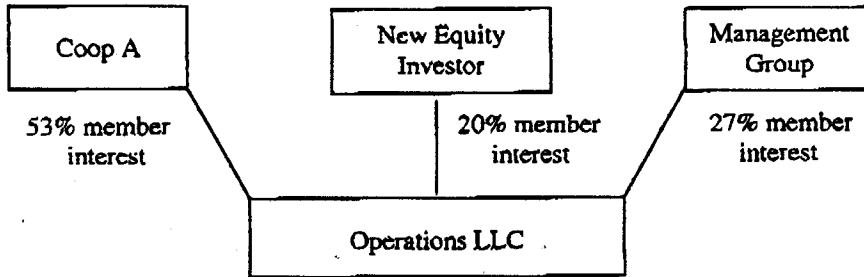 Coop A
New Equity
Investor
Management
Group
53% member
interest
20% member
interest
27% member
interest
Operations LLC